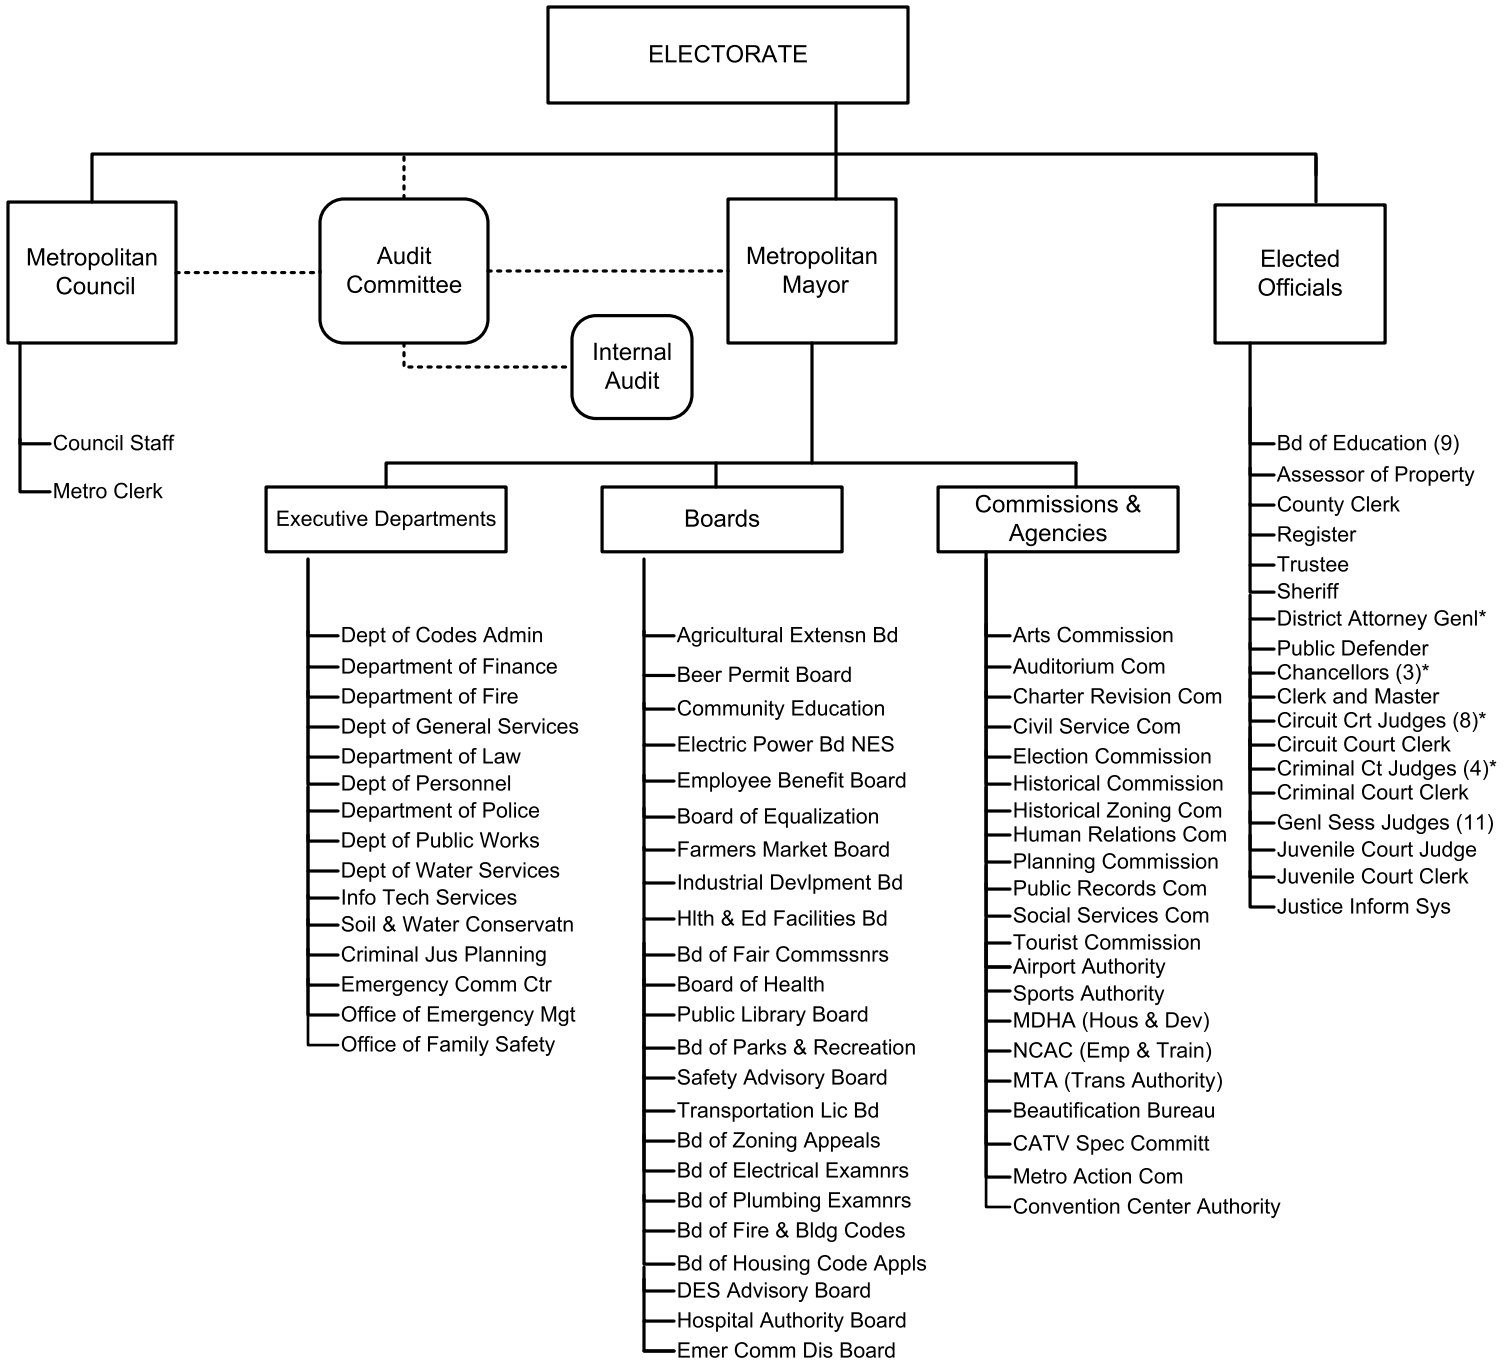 ELECTORATE
Metropolitan
Council
Audit
Committee
Metropolitan
Mayor
Elected
Officials
Internal
Audit
Council Staff
Metro Clerk
Executive Departments
Boards
Commissions &
Agencies
Dept of Codes Admin
Department of Finance
Department of Fire
Dept of General Services
Department of Law
Dept of Personnel
Department of Police
Dept of Public Works
Dept of Water Services
Info Tech Services
Soil & Water Conservatn
Criminal Jus Planning
Emergency Comm Ctr
Office of Emergency Mgt
Office of Family Safety
Agricultural Extensn Bd
Beer Permit Board
Community Education
Electric Power Bd NES
Employee Benefit Board
Board of Equalization
Farmers Market Board
Industrial Devlpment Bd
Hlth & Ed Facilities Bd
Bd of Fair Commssnrs
Board of Health
Public Library Board
Bd of Parks & Recreation
Safety Advisory Board
Transportation Lic Bd
Bd of Zoning Appeals
Bd of Electrical Examnrs
Bd of Plumbing Examnrs
Bd of Fire & Bldg Codes
Bd of Housing Code Appls
DES Advisory Board
Hospital Authority Board
Emer Comm Dis Board
Arts Commission
Auditorium Com
Charter Revision Com
Civil Service Com
Election Commission
Historical Commission
Historical Zoning Com
Human Relations Com
Planning Commission
Public Records Com
Social Services Com
Tourist Commission
Airport Authority
Sports Authority
MDHA (Hous & Dev)
NCAC (Emp & Train)
MTA (Trans Authority)
Beautification Bureau
CATV Spec Committ
Metro Action Com
Convention Center Authority
Bd of Education (9)
Assessor of Property
County Clerk
Register
Trustee
Sheriff
District Attorney Genl*
Public Defender
Chancellors (3)*
Clerk and Master
Circuit Crt Judges (8)*
Circuit Court Clerk
Criminal Ct Judges (4)*
Criminal Court Clerk
Genl Sess Judges (11)
Juvenile Court Judge
Juvenile Court Clerk
Justice Inform Sys